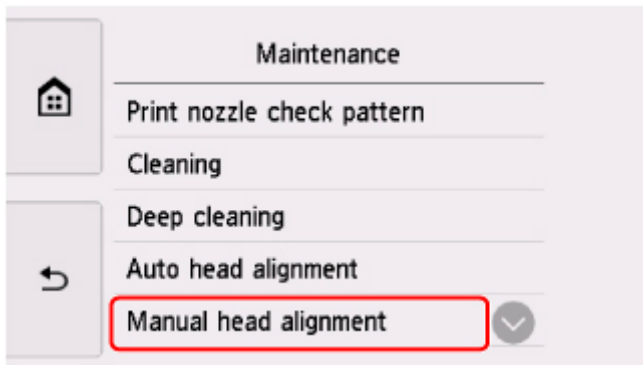 Maintenance
Print nozzle check pattern
Cleaning
Deep cleaning
Auto head alignment
Manual head alignment